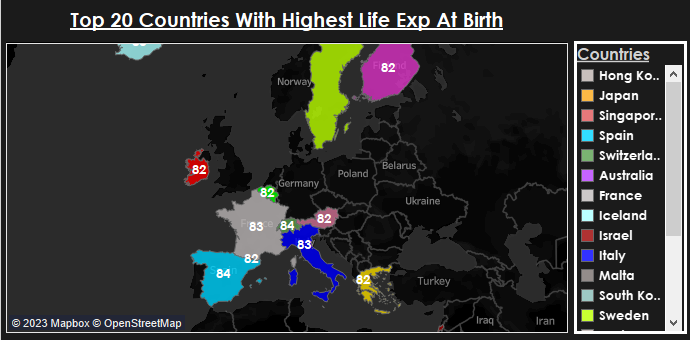 Top 20 Countries With Highest Life Exp At Birth
Countries
Hong Ko..
Japan
Singapor..
Spain
Switzerla..
Australia
France
Iceland
Israel
Italy
Malta
South Ko..
Sweden
82
Norway
82
Poland
Belarus
Germany
82
Ukraine
83
84
82
83
82
84
82
Turkey
Iraq
Iran
© 2023 Mapbox © OpenStreetMap